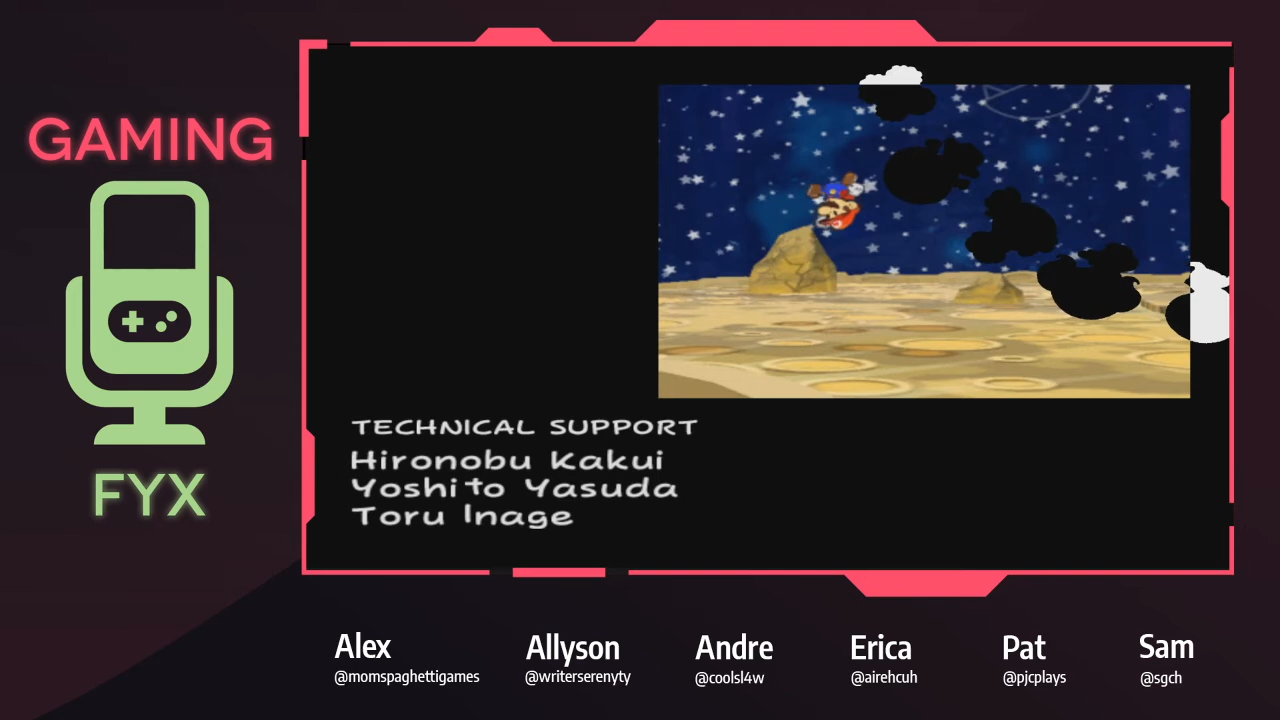 GAMING
FYX
TECHNICAL SUPPORT
Hironobu Kakui
Yoshito Yasuda
Toru Inage
Alex
@momspaghettigames
Allyson
@writerserenyty
Andre
@coolsl4w
Erica
@airehcuh
Pat
@pjcplays
Sam
@sgch